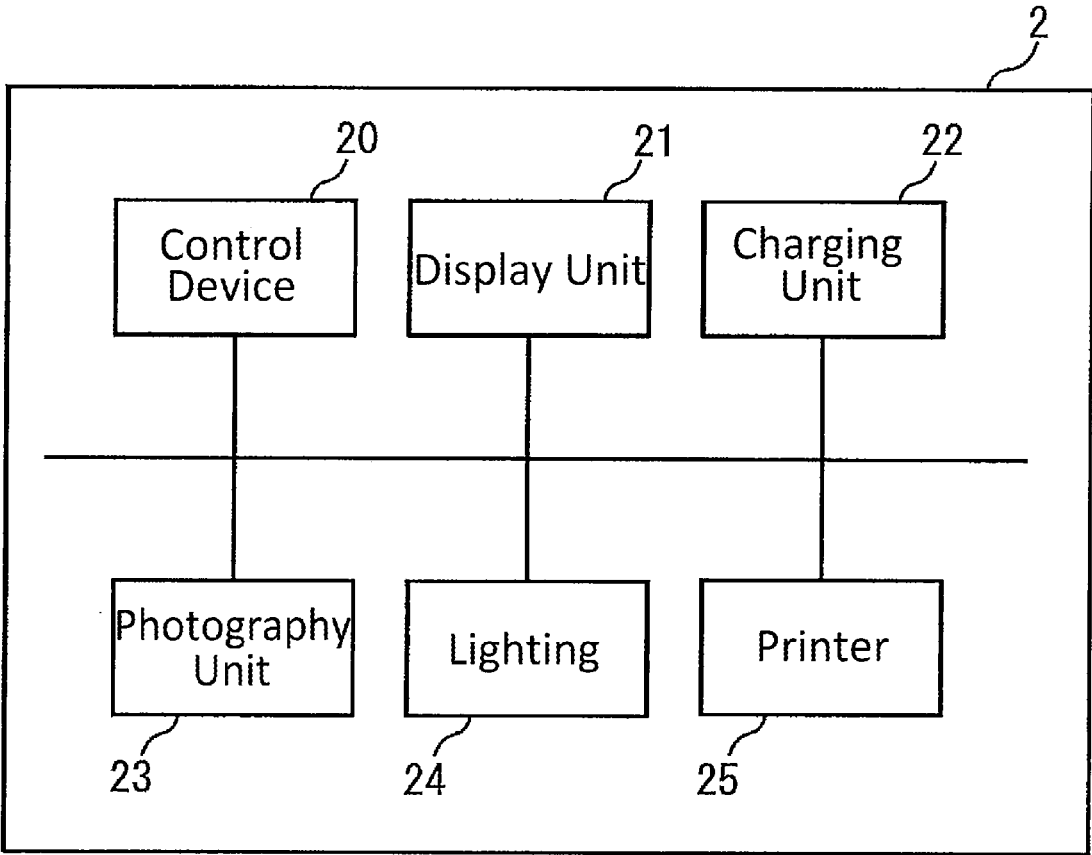 2
20
21
22
Control
Device
Display Unit
Charging
Unit
Photography
Unit
Lighting
Printer
23
24
25